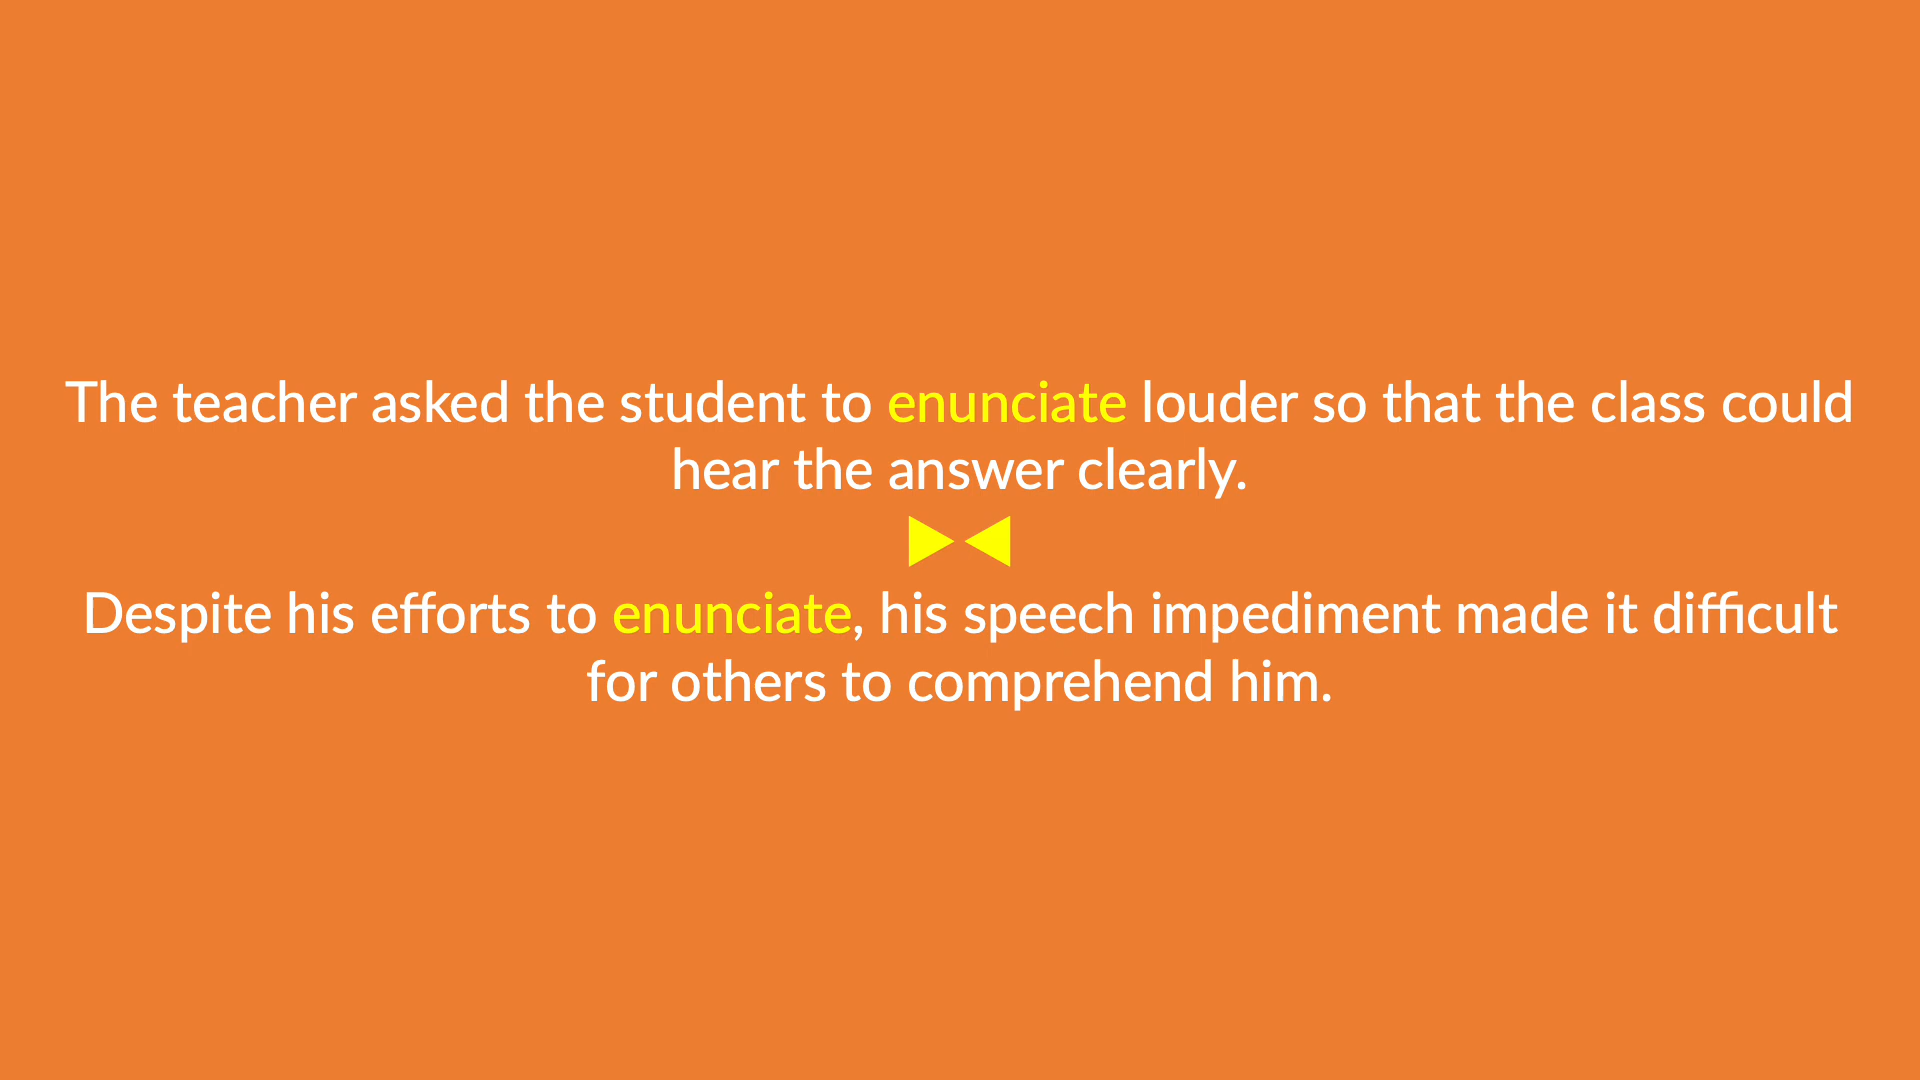 The teacher asked the student to enunciate louder so that the class could
hear the answer clearly.
Despite his efforts to enunciate, his speech impediment made it difficult
for others to comprehend him.